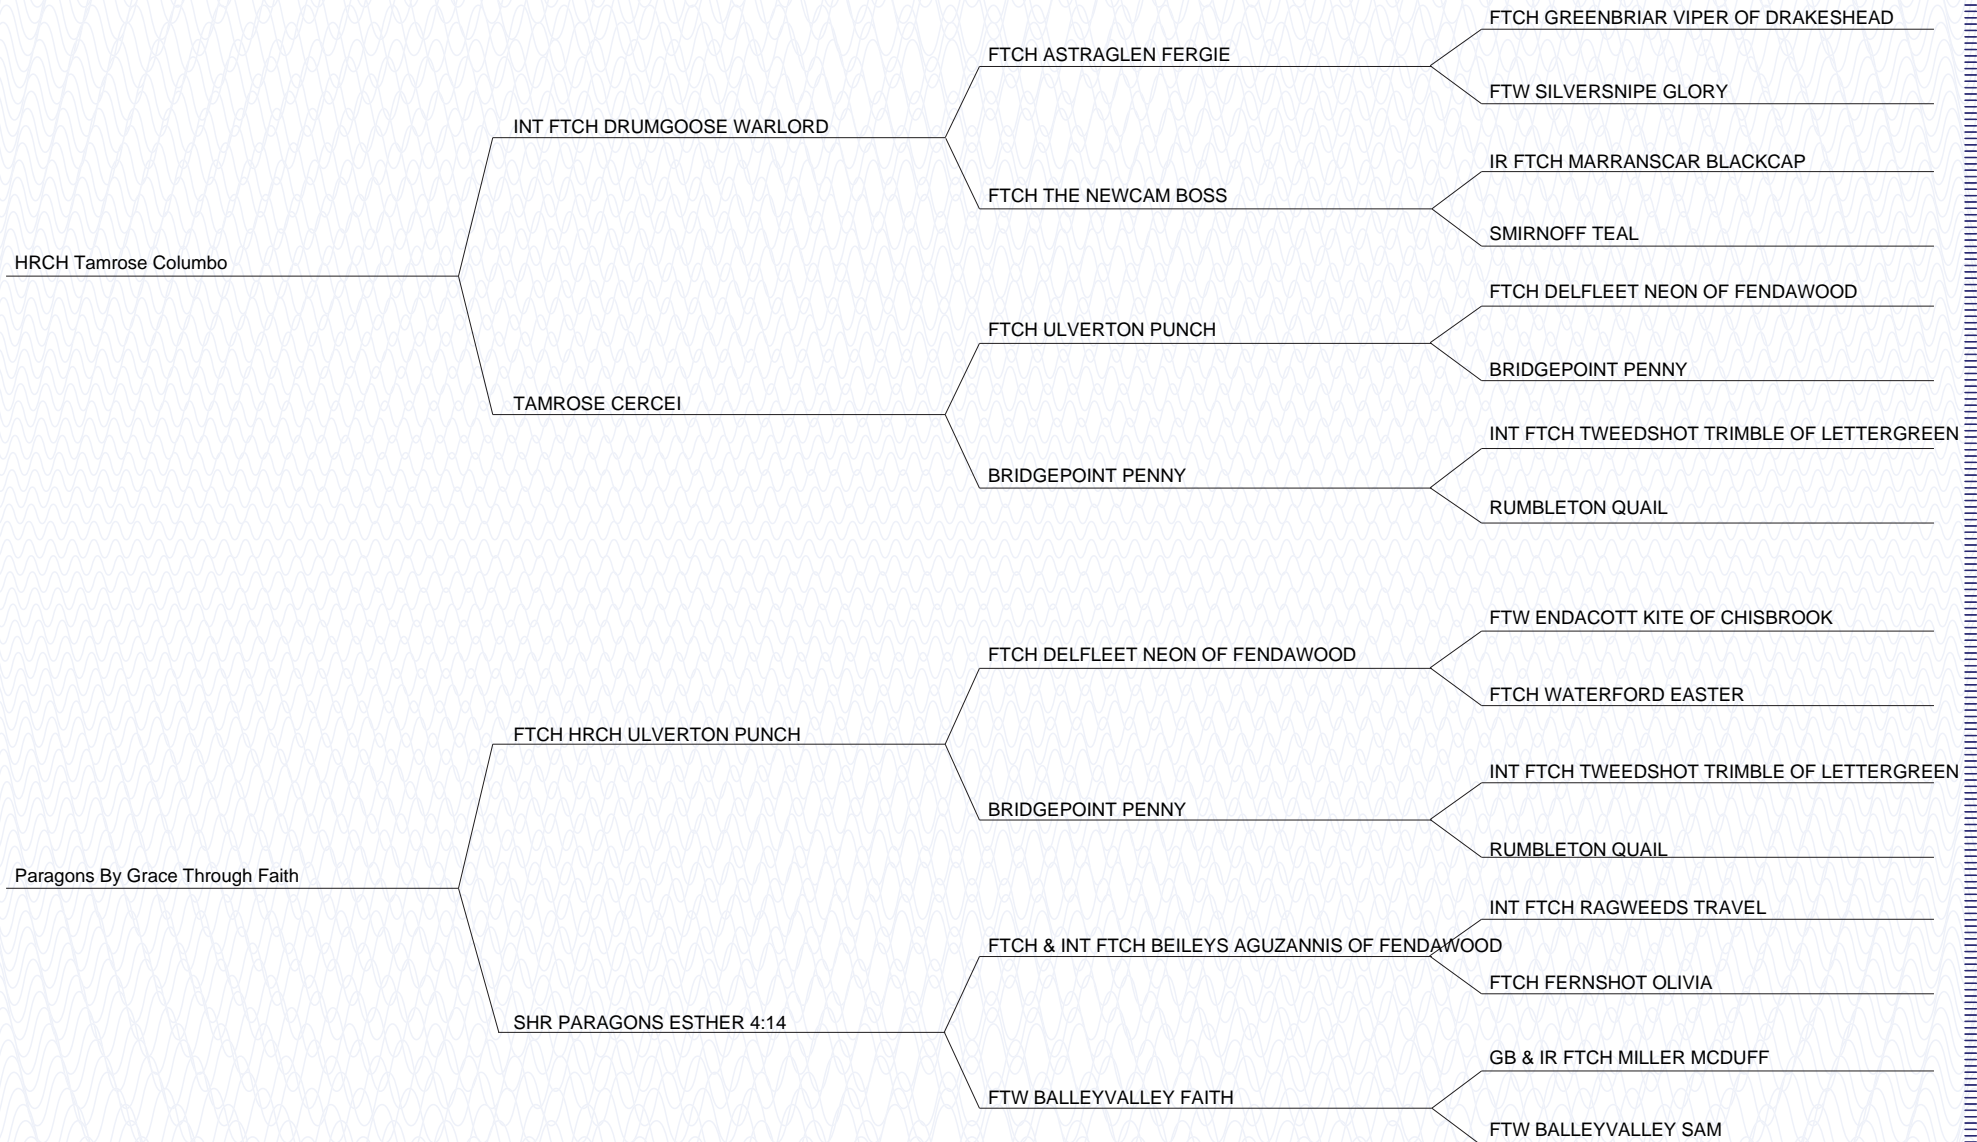 FTCH GREENBRIAR VIPER OF DRAKESHEAD
FTCH ASTRAGLEN FERGIE
FTW SILVERSNIPE GLORY
INT FTCH DRUMGOOSE WARLORD
IR FTCH MARRANSCAR BLACKCAP
FTCH THE NEWCAM BOSS
SMIRNOFF TEAL
HRCH Tamrose Columbo
FTCH DELFLEET NEON OF FENDAWOOD
FTCH ULVERTON PUNCH
BRIDGEPOINT PENNY
TAMROSE CERCEI
INT FTCH TWEEDSHOT TRIMBLE OF LETTERGREEN
BRIDGEPOINT PENNY
RUMBLETON QUAIL
FTW ENDACOTT KITE OF CHISBROOK
FTCH DELFLEET NEON OF FENDAWOOD
FTCH WATERFORD EASTER
FTCH HRCH ULVERTON PUNCH
INT FTCH TWEEDSHOT TRIMBLE OF LETTERGREEN
BRIDGEPOINT PENNY
RUMBLETON QUAIL
Paragons By Grace Through Faith
INT FTCH RAGWEEDS TRAVEL
FTCH & INT FTCH BEILEYS AGUZANNIS OF FENDAWOOD
FTCH FERNSHOT OLIVIA
SHR PARAGONS ESTHER 4:14
GB & IR FTCH MILLER MCDUFF
FTW BALLEYVALLEY FAITH
FTW BALLEYVALLEY SAM